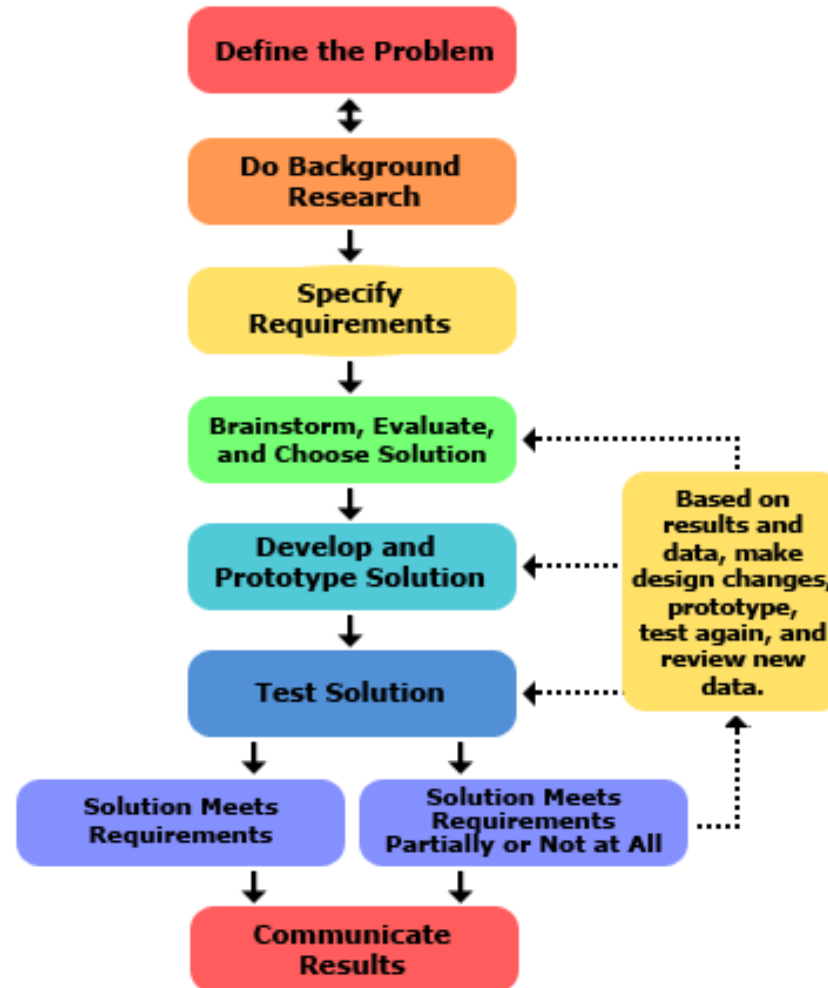 Define the Problem
Do Background
Research
Specify
Requirements
Brainstorm, Evaluate,
and Choose Solution
Develop and
Prototype Solution
Test Solution
Based on
results and
data, make
design changes,
prototype,
test again, and
review new
data.
Solution Meets
Requirements
Solution Meets
Requirements
Partially or Not at All
Communicate
Results